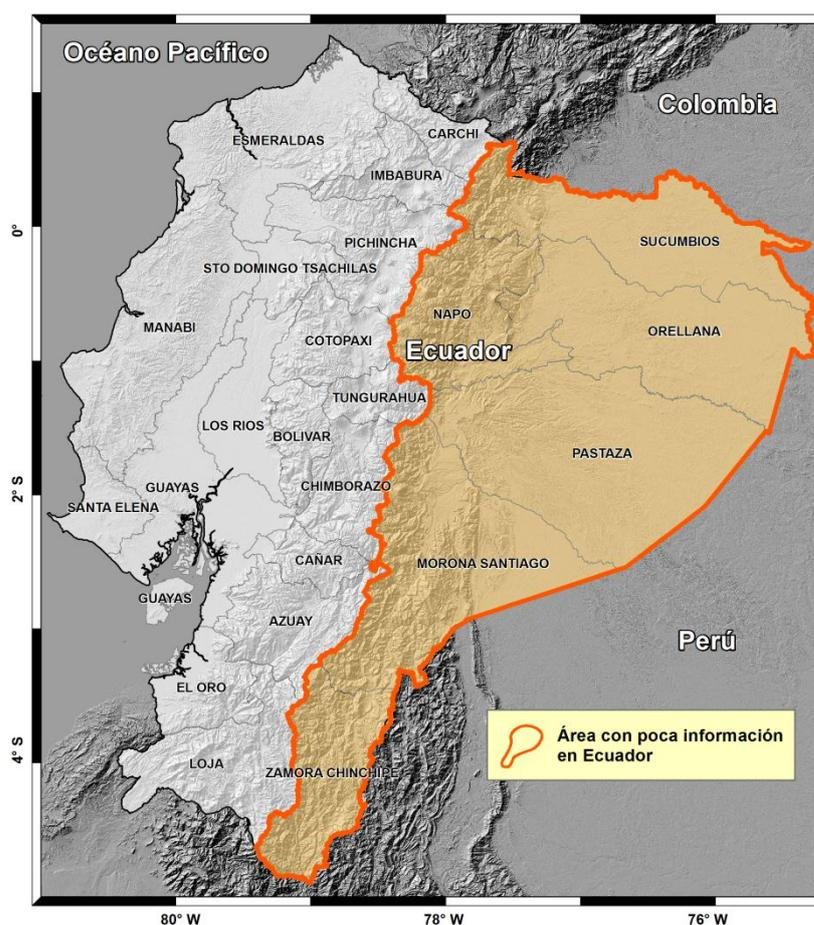 Océano Pacífico
Colombia
CARCHI
ESMERALDAS
IMBABURA
0°
PICHINCHA
SUCUMBIOS
STO DOMINGO TSACHILAS
NAPO
MANABI
ORELLANA
COTOPAXI
Ecuador
TUNGURAHUA
LOS RIOS
BOLIVAR
PASTAZA
CHIMBORAZO
GUAYAS
2°S
SANTA ELENA
CAÑAR
MORONA SANTIAGO
GUAYAS
AZUAY
Perú
EL ORO
Área con poca información
en Ecuador
4°S
LOJA
ZAMORA CHINCHIPE
80° W
78° W
76° W